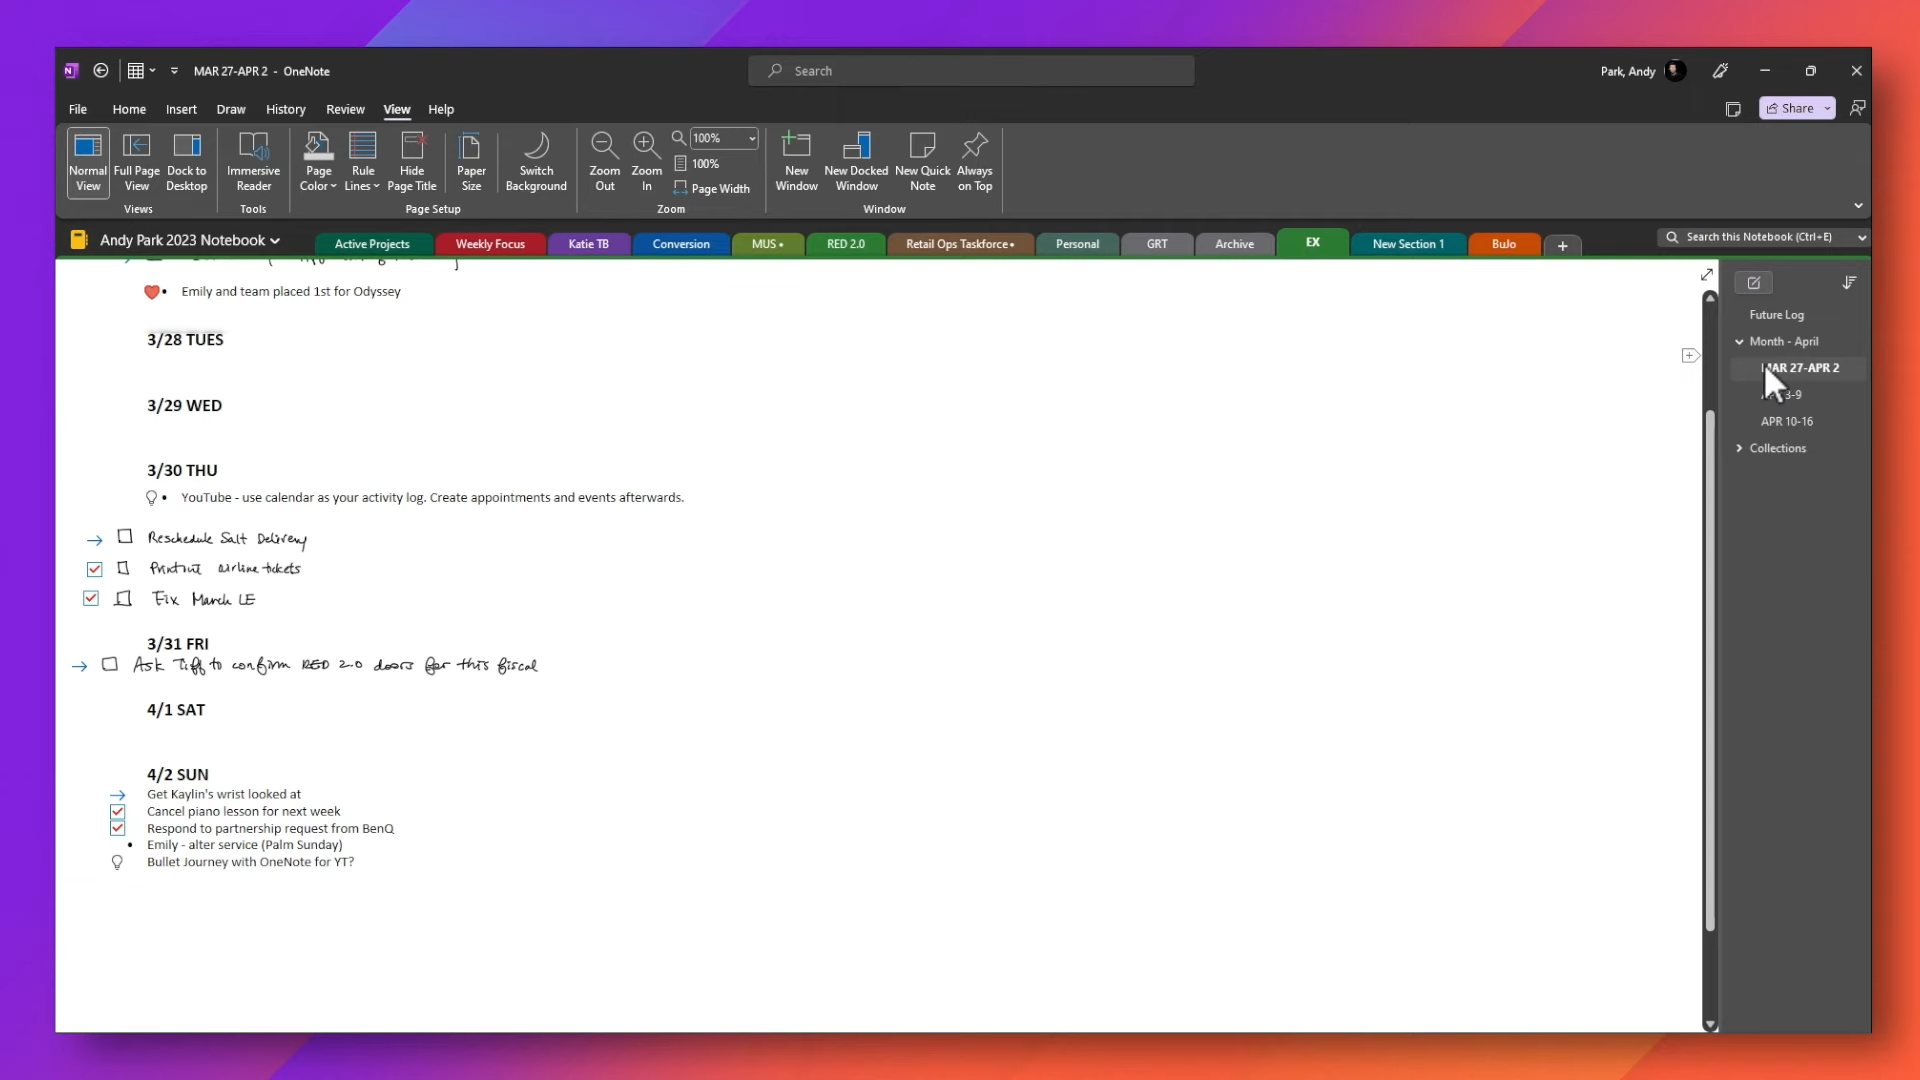 MAR 27-APR 2 - OneNote
Search
Park, Andy
File Home Insert Draw History Review View Help
Share
Normal View
Full Page View
Dock to Desktop
Views
Immersive Reader
Tools
Page Color
Rule Lines
Hide Page Title
Paper Size
Page Setup
Switch Background
Zoom Out
Zoom In
100%
100%
Page Width
Zoom
New Window
New Docked Window
New Quick Note
Always on Top
Window
Andy Park 2023 Notebook
Active Projects Weekly Focus Katie TB Conversion MUS RED 2.0 Retail Ops Taskforce Personal GRT Archive EX New Section 1 BuJo
Search this Notebook (Ctrl+E)
• Emily and team placed 1st for Odyssey
3/28 TUES
3/29 WED
3/30 THU
• YouTube - use calendar as your activity log. Create appointments and events afterwards.
→ Reschedule Salt Delivery
Printout airline tickets
Fix March LE
3/31 FRI
→ Ask Tiff to confirm RED 2.0 doors for this fiscal
4/1 SAT
4/2 SUN
→ Get Kaylin's wrist looked at
Cancel piano lesson for next week
Respond to partnership request from BenQ
• Emily - alter service (Palm Sunday)
Bullet Journey with OneNote for YT?
Future Log
Month - April
MAR 27-APR 2
3-9
APR 10-16
Collections